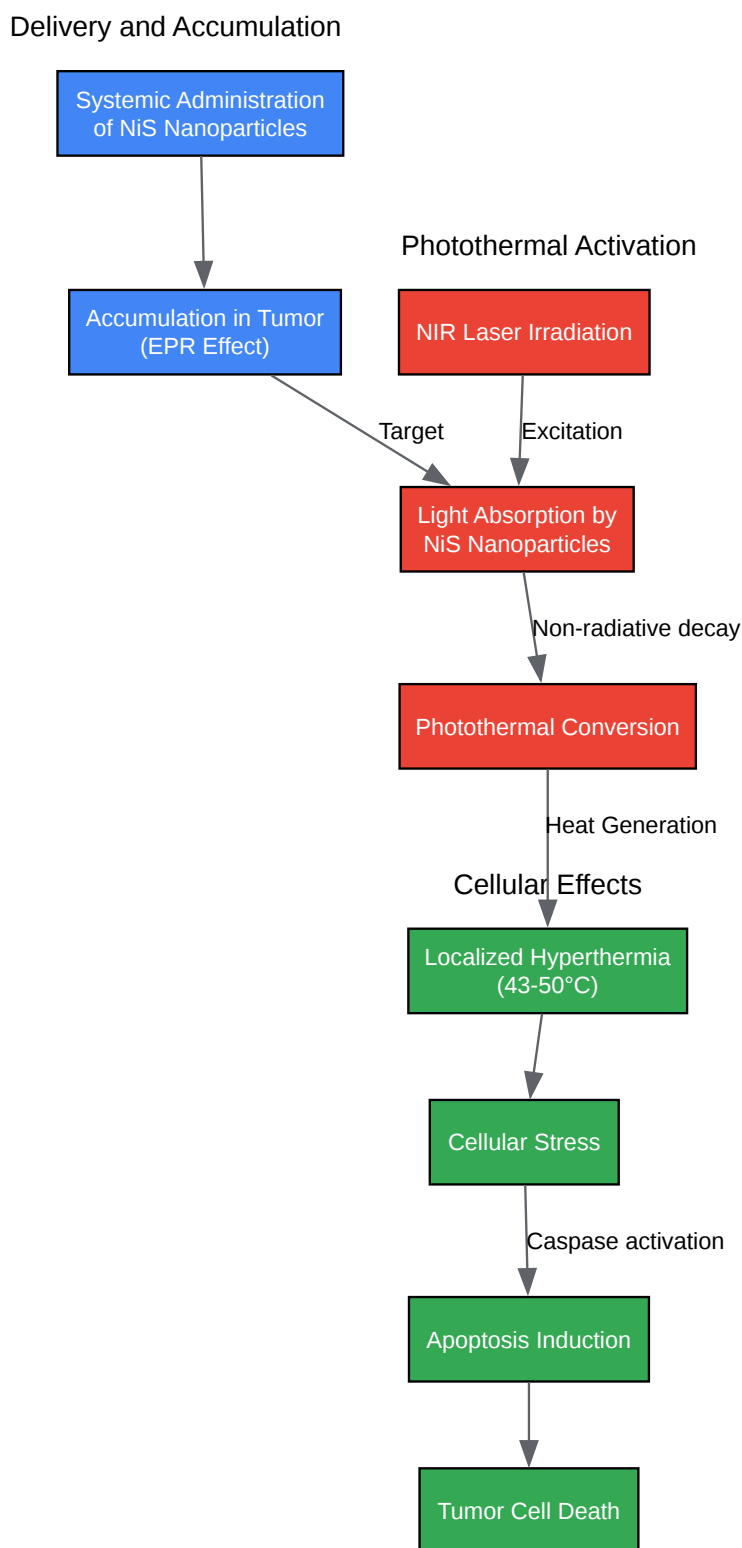 Delivery and Accumulation
Systemic Administration
of NiS Nanoparticles
Photothermal Activation
Accumulation in Tumor
(EPR Effect)
NIR Laser Irradiation
Target
Excitation
Light Absorption by
NiS Nanoparticles
Non-radiative decay
Photothermal Conversion
Heat Generation
Cellular Effects
Localized Hyperthermia
(43-50°C)
Cellular Stress
Caspase activation
Apoptosis Induction
Tumor Cell Death